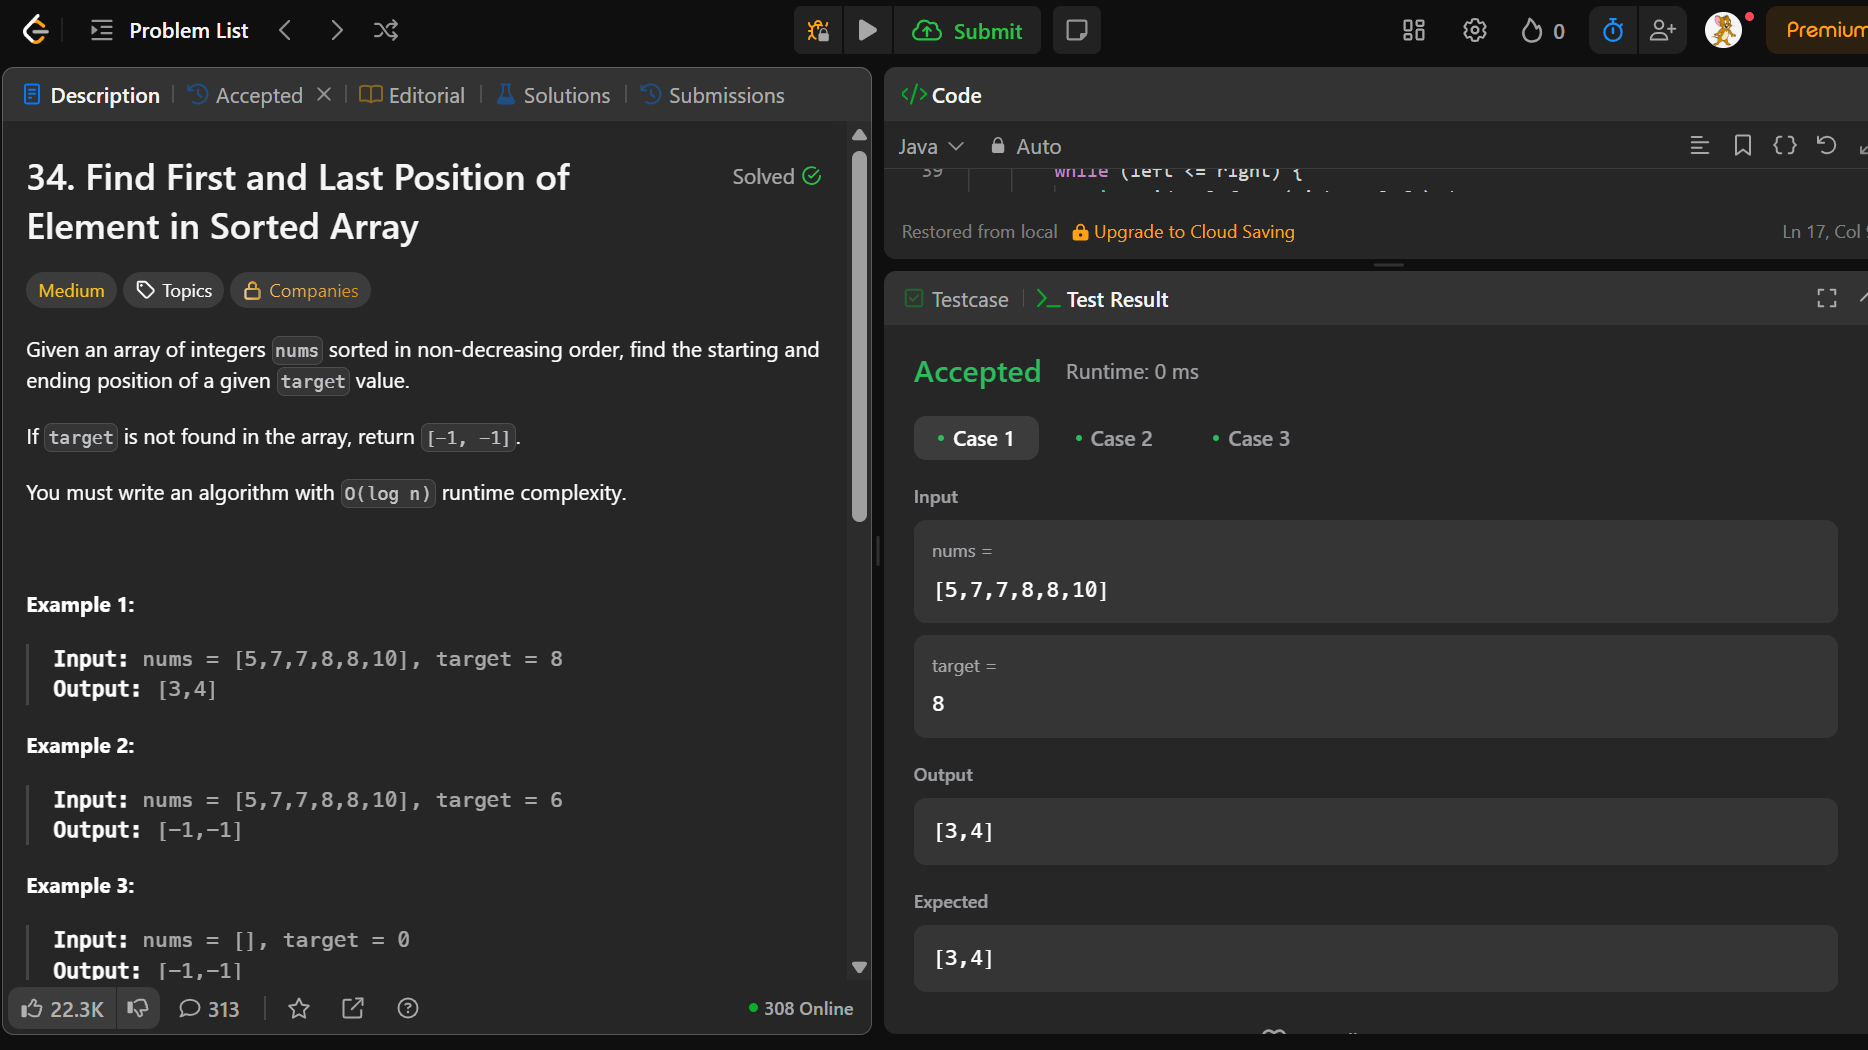 Problem List
Submit
0
Premium
Description
Accepted
Editorial
Solutions
Submissions
34. Find First and Last Position of
Element in Sorted Array
Solved
Medium
Topics
Companies
Given an array of integers nums sorted in non-decreasing order, find the starting and
ending position of a given target value.
If target is not found in the array, return [-1, -1].
You must write an algorithm with O(log n) runtime complexity.
Example 1:
Input: nums = [5,7,7,8,8,10], target = 8
Output: [3,4]
Example 2:
Input: nums = [5,7,7,8,8,10], target = 6
Output: [-1,-1]
Example 3:
Input: nums = [], target = 0
Output: [-1,-1]
22.3K
313
308 Online
</> Code
Java
Auto
39 while (left <= right) {
Restored from local
Upgrade to Cloud Saving
Ln 17, Col
Testcase
Test Result
Accepted
Runtime: 0 ms
Case 1
Case 2
Case 3
Input
nums =
[5,7,7,8,8,10]
target =
8
Output
[3,4]
Expected
[3,4]